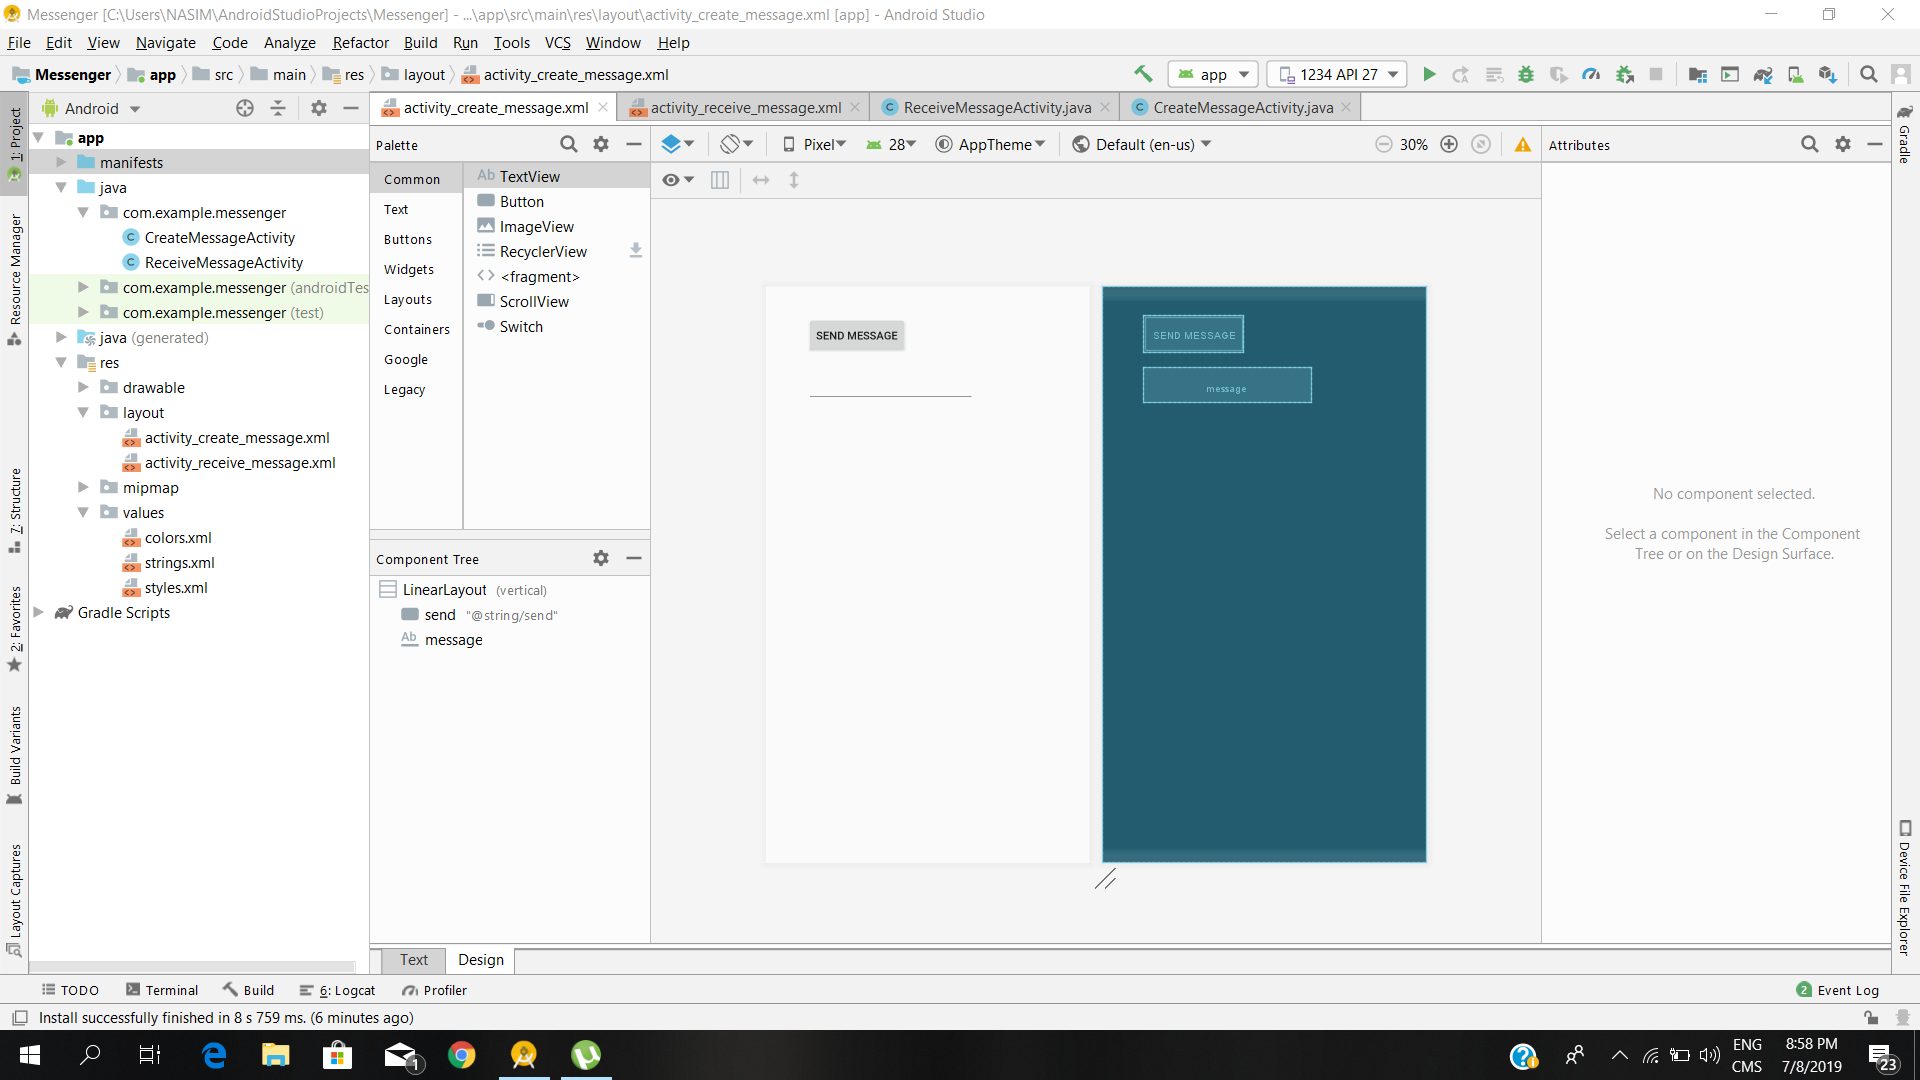 Messenger [C:\Users\NASIM\AndroidStudioProjects\Messenger] - ...\app\src\main\res\layout\activity_create_message.xml [app] - Android Studio
File Edit View Navigate Code Analyze Refactor Build Run Tools VCS Window Help
Messenger app src main res layout activity_create_message.xml
app
1234 API 27
1: Project
Resource Manager
7: Structure
2: Favorites
Build Variants
Layout Captures
Android
app
manifests
java
com.example.messenger
CreateMessageActivity
ReceiveMessageActivity
com.example.messenger (androidTes
com.example.messenger (test)
java (generated)
res
drawable
layout
activity_create_message.xml
activity_receive_message.xml
mipmap
values
colors.xml
strings.xml
styles.xml
Gradle Scripts
activity_create_message.xml
activity_receive_message.xml
ReceiveMessageActivity.java
CreateMessageActivity.java
Palette
Common
Text
Buttons
Widgets
Layouts
Containers
Google
Legacy
Ab TextView
Button
ImageView
RecyclerView
<fragment>
ScrollView
Switch
Component Tree
LinearLayout (vertical)
send "@string/send"
Ab message
Pixel
28
AppTheme
Default (en-us)
30%
SEND MESSAGE
SEND MESSAGE
message
Attributes
No component selected.
Select a component in the Component
Tree or on the Design Surface.
Gradle
Device File Explorer
Text
Design
TODO
Terminal
Build
6: Logcat
Profiler
2 Event Log
Install successfully finished in 8 s 759 ms. (6 minutes ago)
1
ENG
CMS
8:58 PM
7/8/2019
23